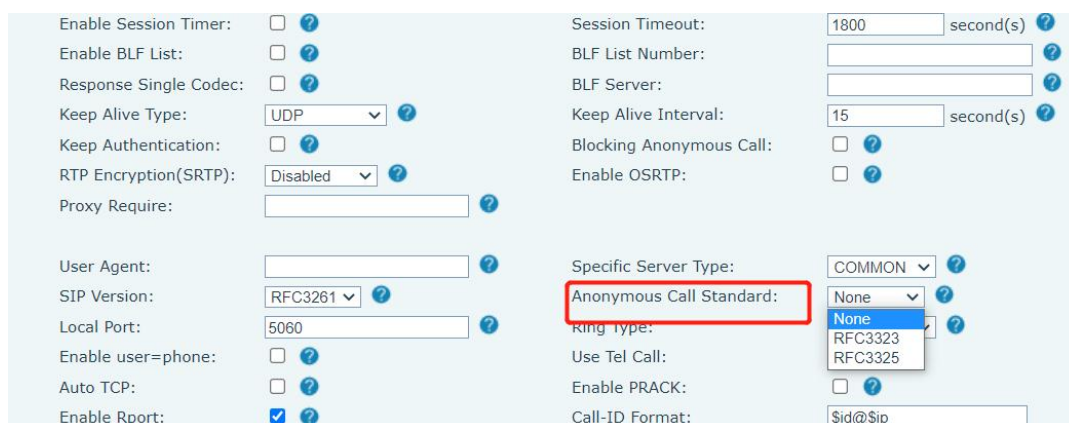 Enable Session Timer: Session Timeout: 1800 second(s)
Enable BLF List: BLF List Number:
Response Single Codec: BLF Server:
Keep Alive Type: UDP Keep Alive Interval: 15 second(s)
Keep Authentication: Blocking Anonymous Call:
RTP Encryption(SRTP): Disabled Enable OSRTP:
Proxy Require:
User Agent: Specific Server Type: COMMON
SIP Version: RFC3261 Anonymous Call Standard: None
Local Port: 5060 Ring Type: None
RFC3323
Enable user=phone: Use Tel Call: RFC3325
Auto TCP: Enable PRACK:
Enable Rport: Call-ID Format: $id@$ip